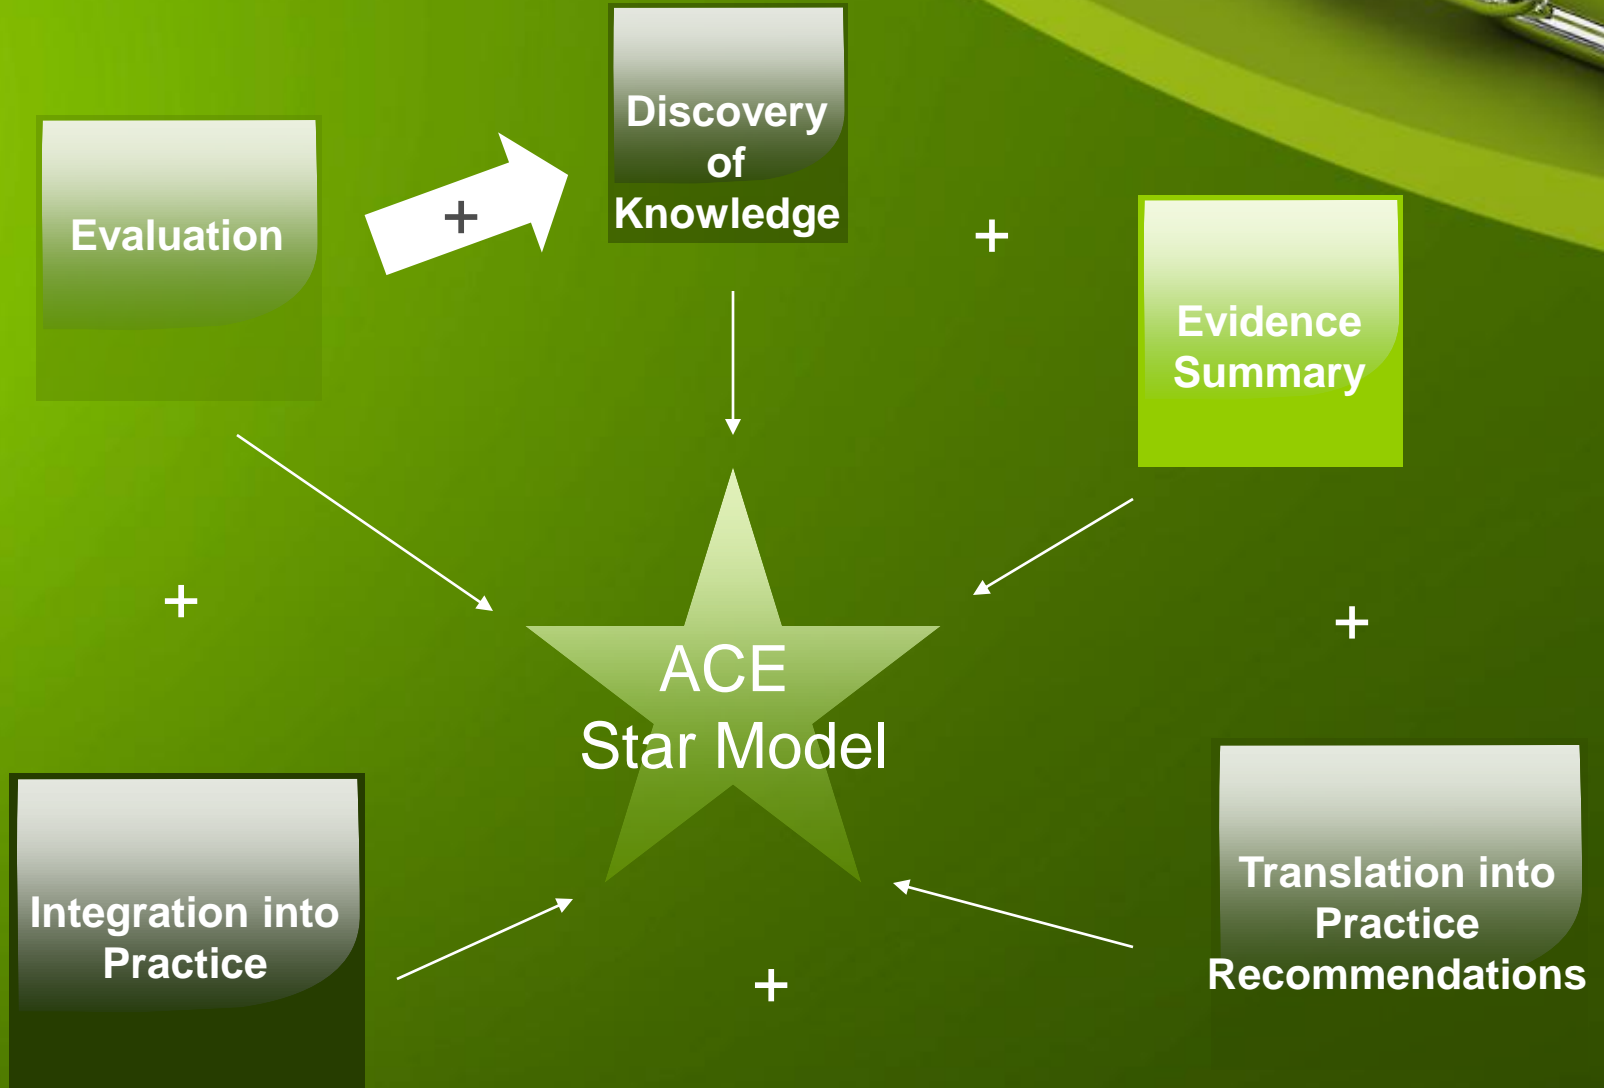 Discovery
of
Knowledge
Evaluation
+
+
Evidence
Summary
+
+
ACE
Star Model
Integration into
Practice
Translation into
Practice
Recommendations
+